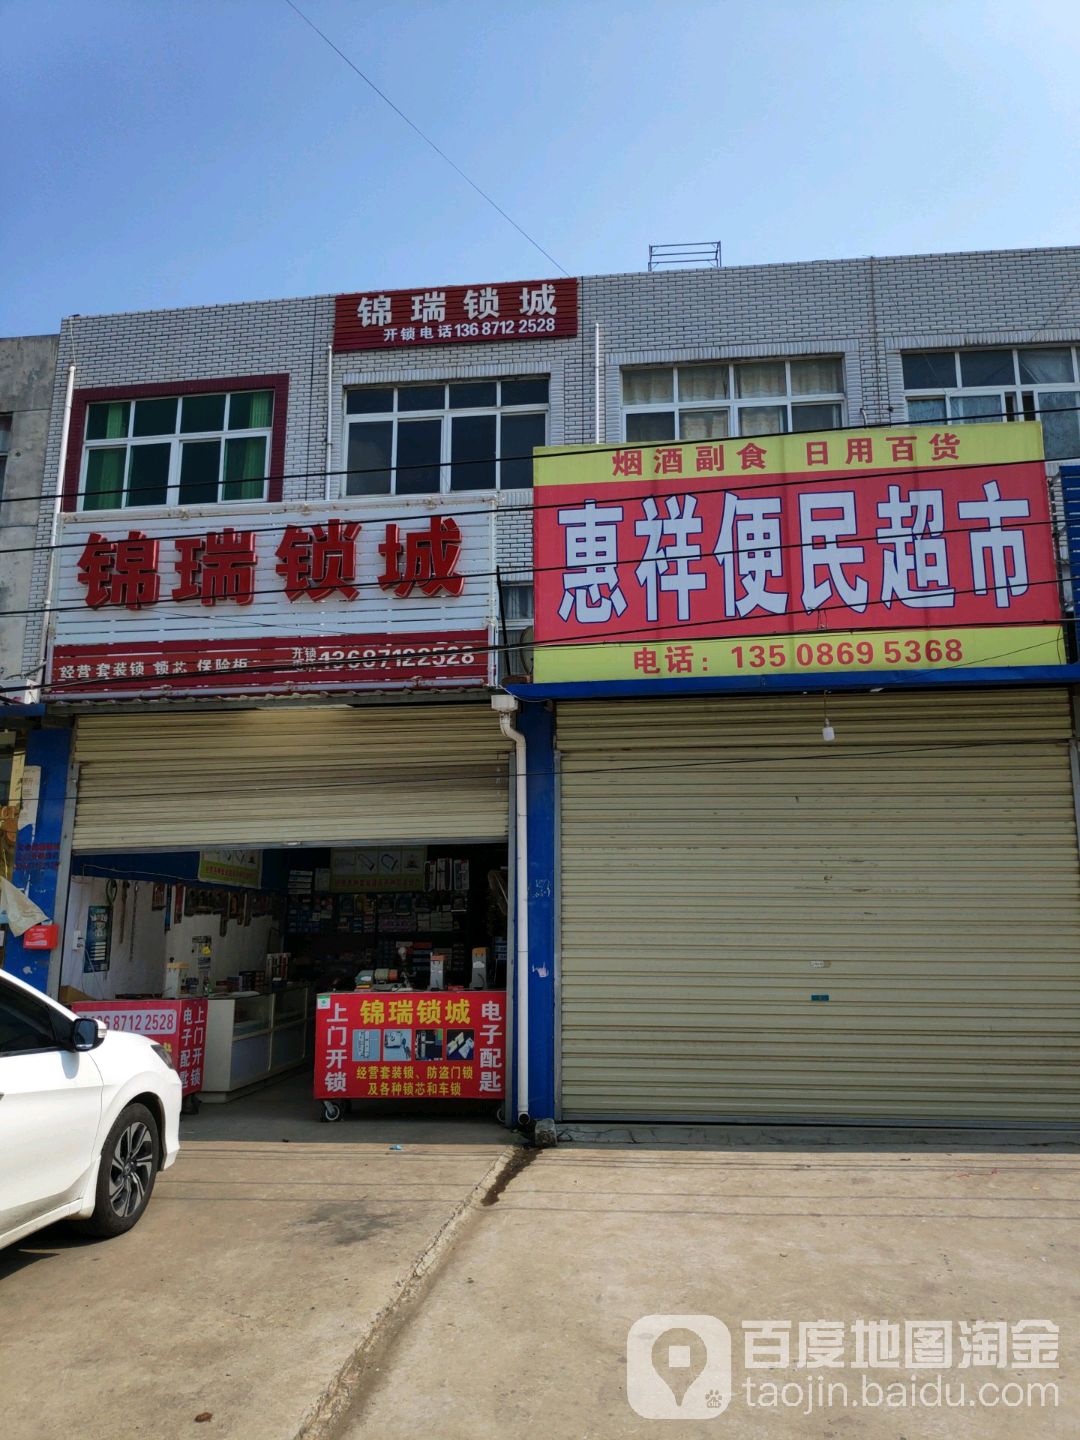 锦瑞锁城
开锁电话136 8712 2528
锦瑞锁城
经营 套装锁 锁芯 保险柜
开锁
13687122528
烟酒副食 日用百货
惠祥便民超市
电话：135 0869 5368
136 8712 2528
电子配匙
上门开锁
上门开锁
锦瑞锁城
电子配匙
经营套装锁、防盗门锁
及各种锁芯和车锁
百度地图淘金
taojin.baidu.com